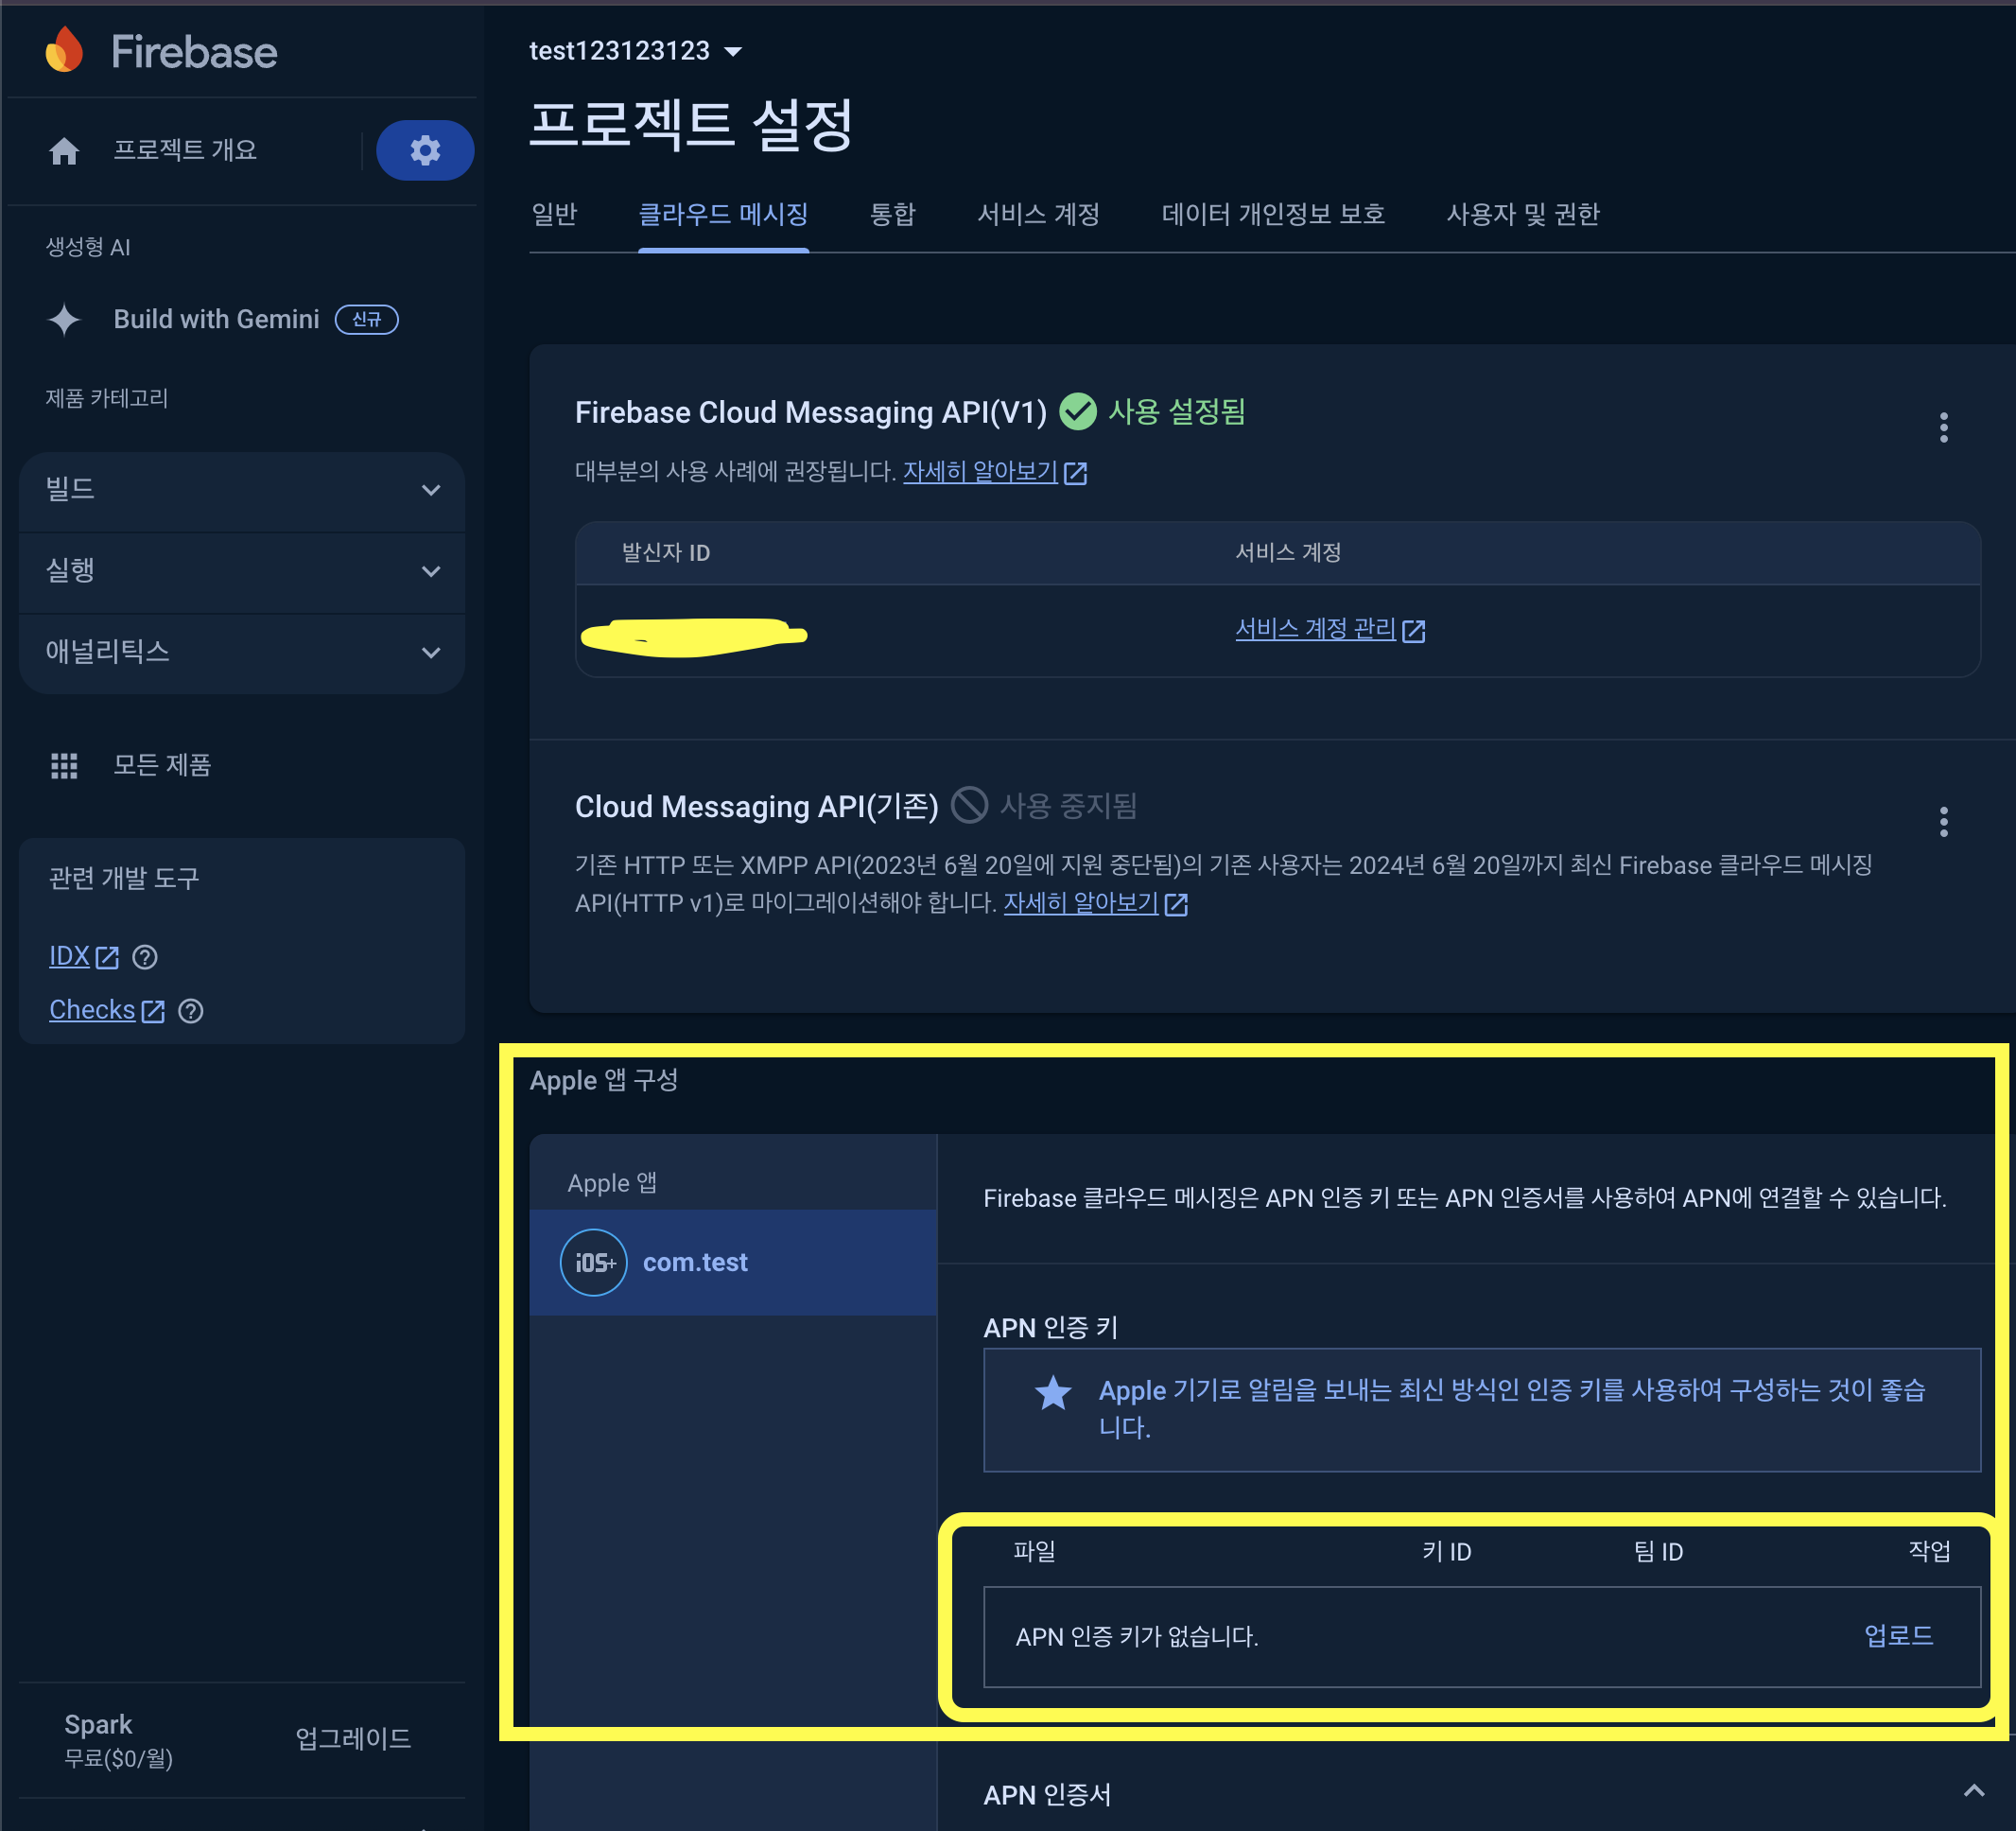 Firebase
프로젝트 개요
생성형 AI
Build with Gemini 신규
제품 카테고리
빌드
실행
애널리틱스
모든 제품
관련 개발 도구
IDX
Checks
Spark
무료($0/월)
업그레이드
test123123123
프로젝트 설정
일반 클라우드 메시징 통합 서비스 계정 데이터 개인정보 보호 사용자 및 권한
Firebase Cloud Messaging API(V1) 사용 설정됨
대부분의 사용 사례에 권장됩니다. 자세히 알아보기
발신자 ID 서비스 계정
서비스 계정 관리
Cloud Messaging API(기존) 사용 중지됨
기존 HTTP 또는 XMPP API(2023년 6월 20일에 지원 중단됨)의 기존 사용자는 2024년 6월 20일까지 최신 Firebase 클라우드 메시징
API(HTTP v1)로 마이그레이션해야 합니다. 자세히 알아보기
Apple 앱 구성
Apple 앱
iOS+ com.test
Firebase 클라우드 메시징은 APN 인증 키 또는 APN 인증서를 사용하여 APN에 연결할 수 있습니다.
APN 인증 키
Apple 기기로 알림을 보내는 최신 방식인 인증 키를 사용하여 구성하는 것이 좋습
니다.
파일 키 ID 팀 ID 작업
APN 인증 키가 없습니다. 업로드
APN 인증서